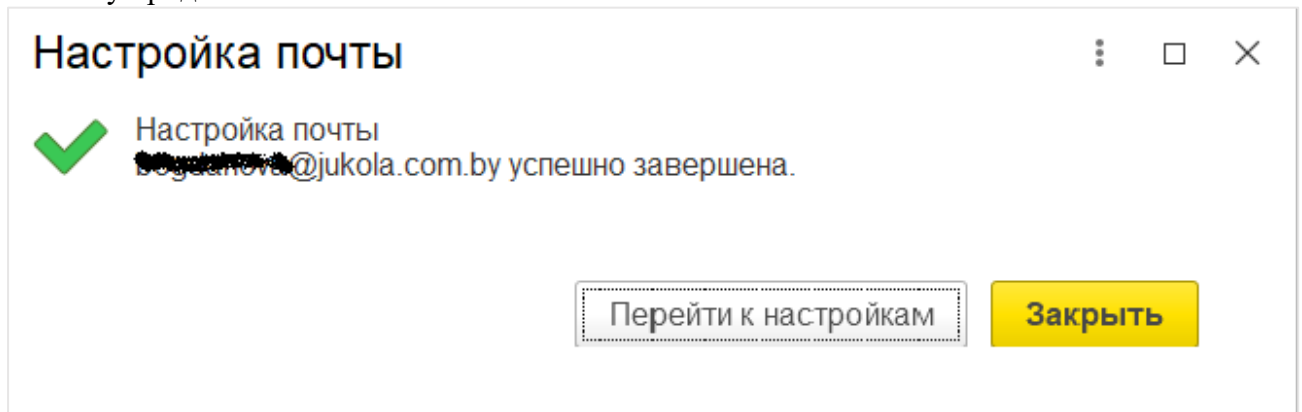 Настройка почты
Настройка почты
@jukola.com.by успешно завершена.
Перейти к настройкам
Закрыть